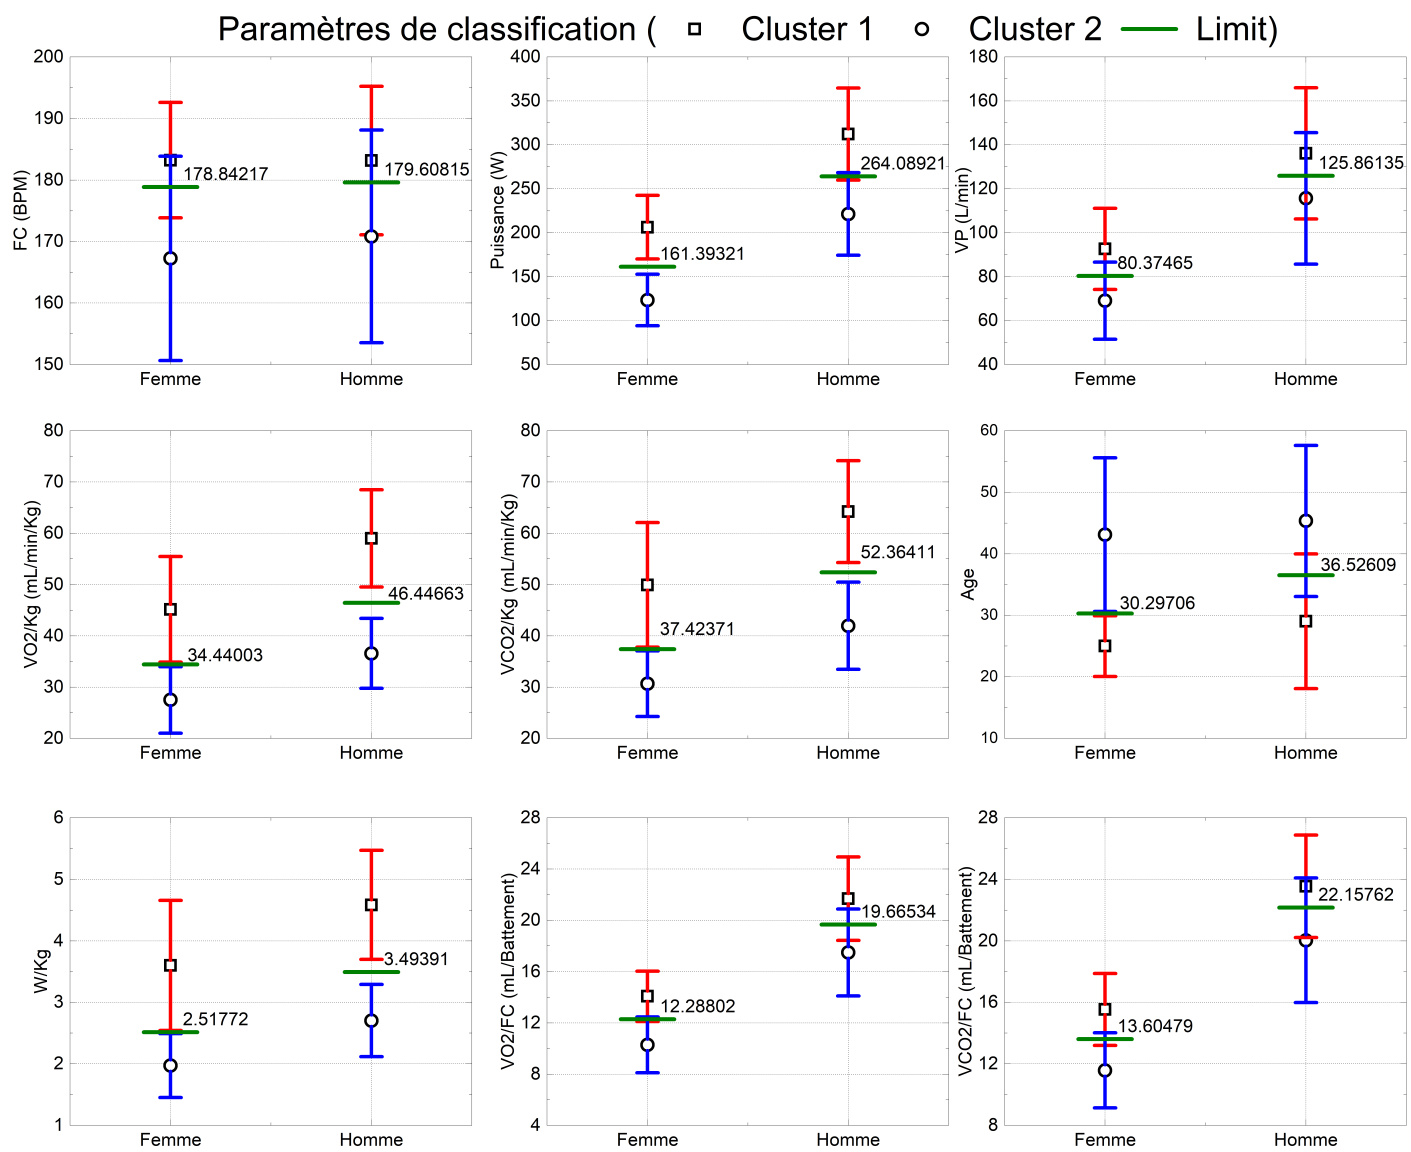 Paramètres de classification ( Cluster 1 Cluster 2 Limit)
FC (BPM)
200
190
180
170
160
150
178.84217
179.60815
Femme
Homme
Puissance (W)
400
350
300
250
200
150
100
50
161.39321
264.08921
Femme
Homme
VP (L/min)
180
160
140
120
100
80
60
40
80.37465
125.86135
Femme
Homme
VO2/Kg (mL/min/Kg)
80
70
60
50
40
30
20
34.44003
46.44663
Femme
Homme
VCO2/Kg (mL/min/Kg)
80
70
60
50
40
30
20
37.42371
52.36411
Femme
Homme
Age
60
50
40
30
20
10
30.29706
36.52609
Femme
Homme
W/Kg
6
5
4
3
2
1
2.51772
3.49391
Femme
Homme
VO2/FC (mL/Battement)
28
24
20
16
12
8
4
12.28802
19.66534
Femme
Homme
VCO2/FC (mL/Battement)
28
24
20
16
12
8
13.60479
22.15762
Femme
Homme